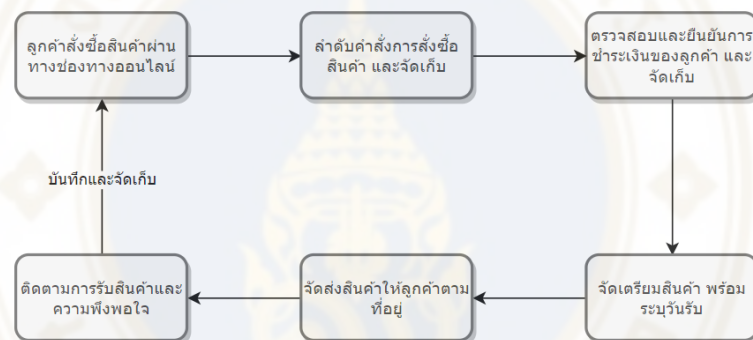 ลูกค้าสั่งซื้อสินค้าผ่าน
ทางช่องทางออนไลน์
ลำดับคำสั่งการสั่งซื้อ
สินค้า และจัดเก็บ
ตรวจสอบและยืนยันการ
ชำระเงินของลูกค้า และ
จัดเก็บ
บันทึกและจัดเก็บ
ติดตามการรับสินค้าและ
ความพึงพอใจ
จัดส่งสินค้าให้ลูกค้าตาม
ที่อยู่
จัดเตรียมสินค้า พร้อม
ระบุวันรับ